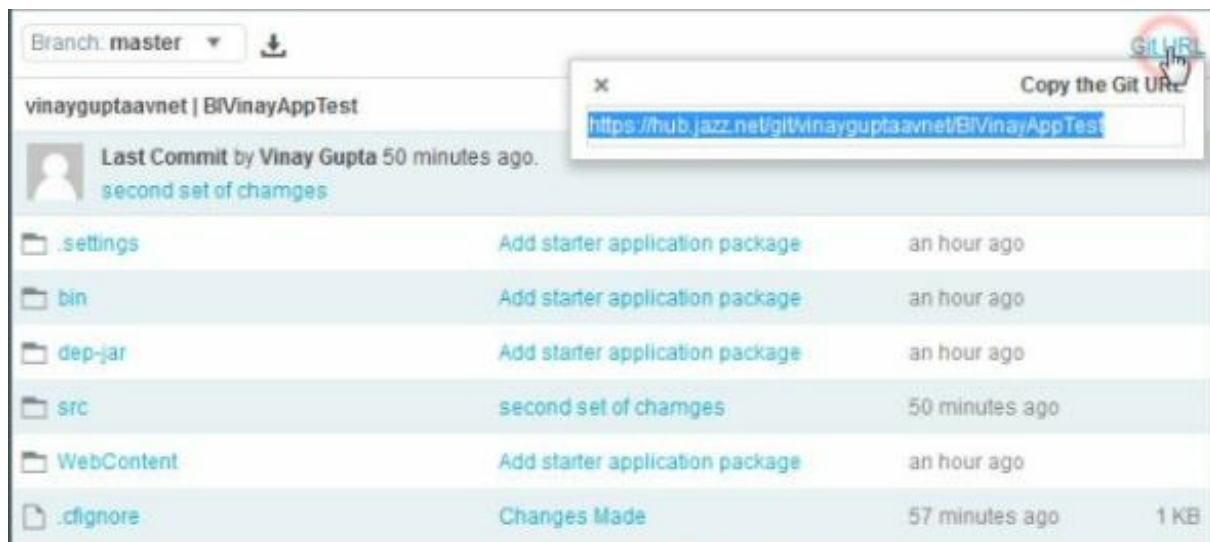 Branch: master
Git URL
Copy the Git URL
https://hub.jazz.net/git/vinayguptaavnet/BIVinayAppTest
vinayguptaavnet | BIVinayAppTest
Last Commit by Vinay Gupta 50 minutes ago.
second set of chamges
.settings Add starter application package an hour ago
bin Add starter application package an hour ago
dep-jar Add starter application package an hour ago
src second set of chamges 50 minutes ago
WebContent Add starter application package an hour ago
.cfignore Changes Made 57 minutes ago 1 KB